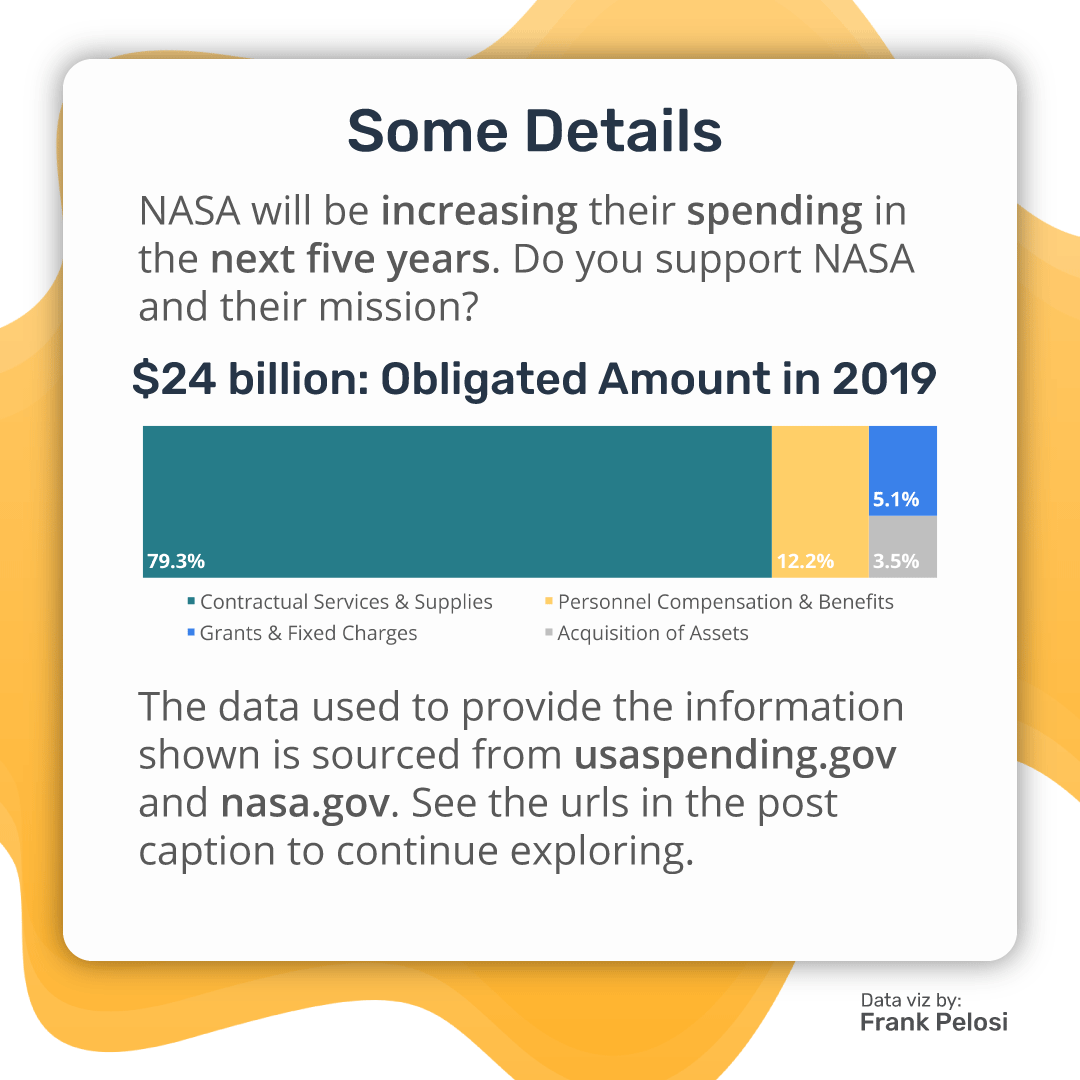 Some Details
NASA will be increasing their spending in
the next five years. Do you support NASA
and their mission?
$24 billion: Obligated Amount in 2019
79.3%
12.2%
5.1%
3.5%
Contractual Services & Supplies
Personnel Compensation & Benefits
Grants & Fixed Charges
Acquisition of Assets
The data used to provide the information
shown is sourced from usaspending.gov
and nasa.gov. See the urls in the post
caption to continue exploring.
Data viz by:
Frank Pelosi